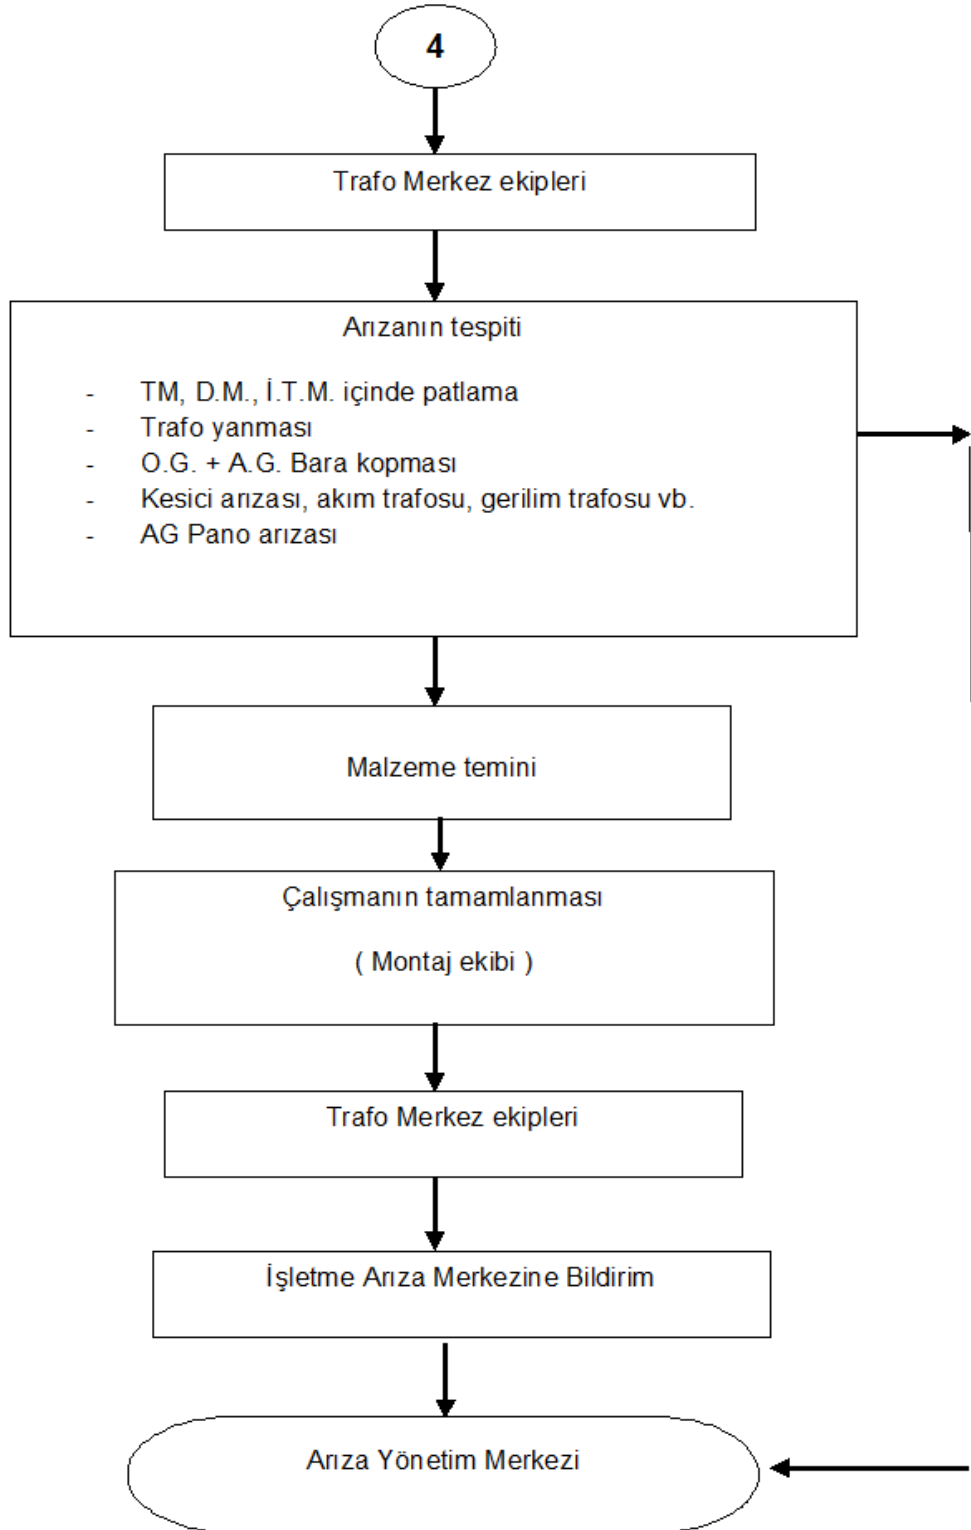 4
Trafo Merkez ekipleri
Arızanın tespiti
- TM, D.M., İ.T.M. içinde patlama
- Trafo yanması
- O.G. + A.G. Bara kopması
- Kesici arızası, akım trafosu, gerilim trafosu vb.
- AG Pano arızası
Malzeme temini
Çalışmanın tamamlanması
( Montaj ekibi )
Trafo Merkez ekipleri
İşletme Arıza Merkezine Bildirim
Arıza Yönetim Merkezi